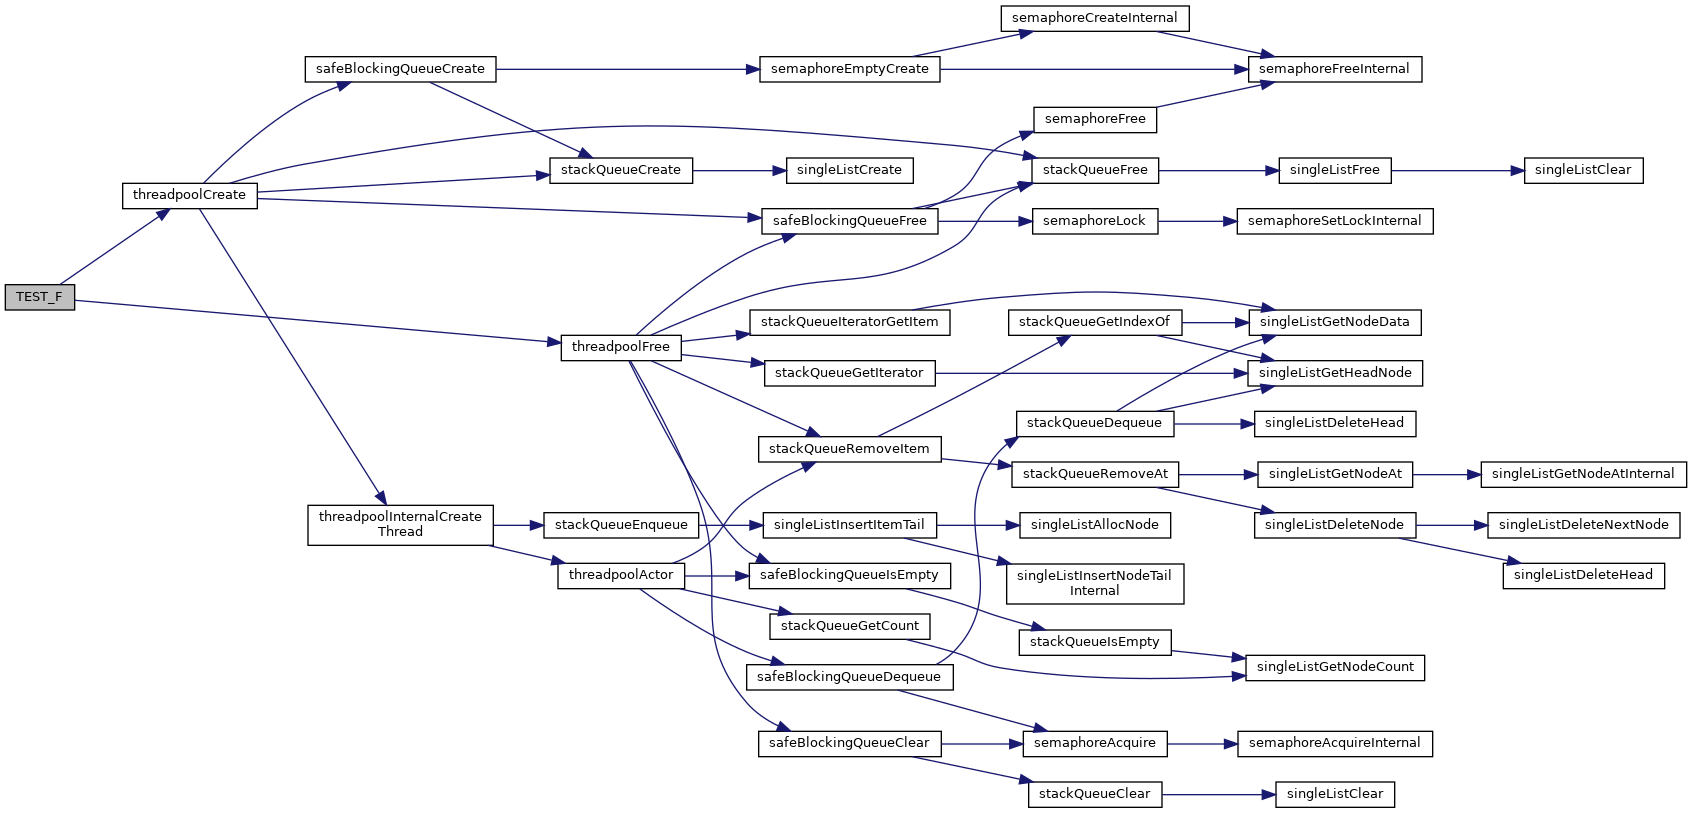 semaphoreCreateInternal
safeBlockingQueueCreate
semaphoreEmptyCreate
semaphoreFreeInternal
semaphoreFree
stackQueueCreate
singleListCreate
stackQueueFree
singleListFree
singleListClear
threadpoolCreate
safeBlockingQueueFree
semaphoreLock
semaphoreSetLockInternal
TEST_F
stackQueueIteratorGetItem
stackQueueGetIndexOf
singleListGetNodeData
threadpoolFree
stackQueueGetIterator
singleListGetHeadNode
stackQueueDequeue
singleListDeleteHead
stackQueueRemoveItem
stackQueueRemoveAt
singleListGetNodeAt
singleListGetNodeAtInternal
threadpoolInternalCreate
Thread
stackQueueEnqueue
singleListInsertItemTail
singleListAllocNode
singleListDeleteNode
singleListDeleteNextNode
threadpoolActor
safeBlockingQueueIsEmpty
singleListInsertNodeTail
Internal
singleListDeleteHead
stackQueueGetCount
stackQueueIsEmpty
singleListGetNodeCount
safeBlockingQueueDequeue
safeBlockingQueueClear
semaphoreAcquire
semaphoreAcquireInternal
stackQueueClear
singleListClear